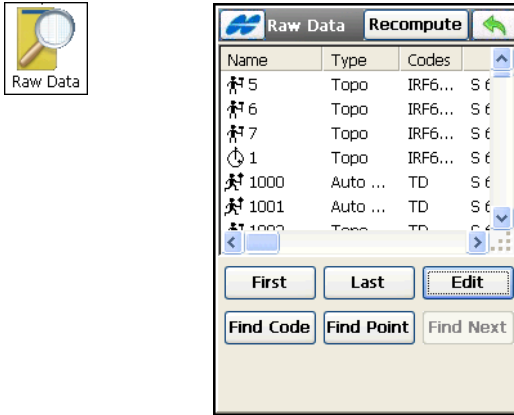 Raw Data
Raw Data Recompute
Name Type Codes
5 Topo IRF6... S 6
6 Topo IRF6... S 6
7 Topo IRF6... S 6
1 Topo IRF6... S 6
1000 Auto ... TD S 6
1001 Auto ... TD S 6
First Last Edit
Find Code Find Point Find Next